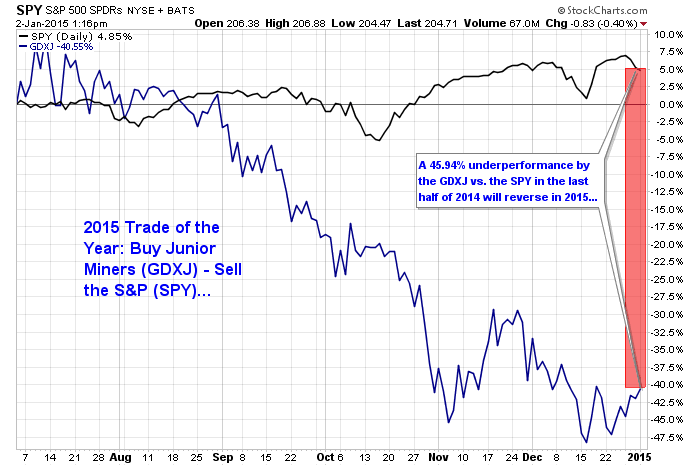 SPY S&P 500 SPDRs NYSE + BATS
© StockCharts.com
2-Jan-2015 1:16pm
Open 206.38 High 206.88 Low 204.47 Last 204.71 Volume 67.0M Chg -0.83 (-0.40%)
SPY (Daily) 4.85%
GDXJ -40.55%
10.0%
7.5%
5.0%
2.5%
0.0%
-2.5%
-5.0%
-7.5%
-10.0%
-12.5%
-15.0%
-17.5%
-20.0%
-22.5%
-25.0%
-27.5%
-30.0%
-32.5%
-35.0%
-37.5%
-40.0%
-42.5%
-45.0%
-47.5%
A 45.94% underperformance by
the GDXJ vs. the SPY in the last
half of 2014 will reverse in 2015...
2015 Trade of the
Year: Buy Junior
Miners (GDXJ) - Sell
the S&P (SPY)...
7 14 21 28 Aug 11 18 25 Sep 8 15 22 Oct 6 13 20 27 Nov 10 17 24 Dec 8 15 22 2015